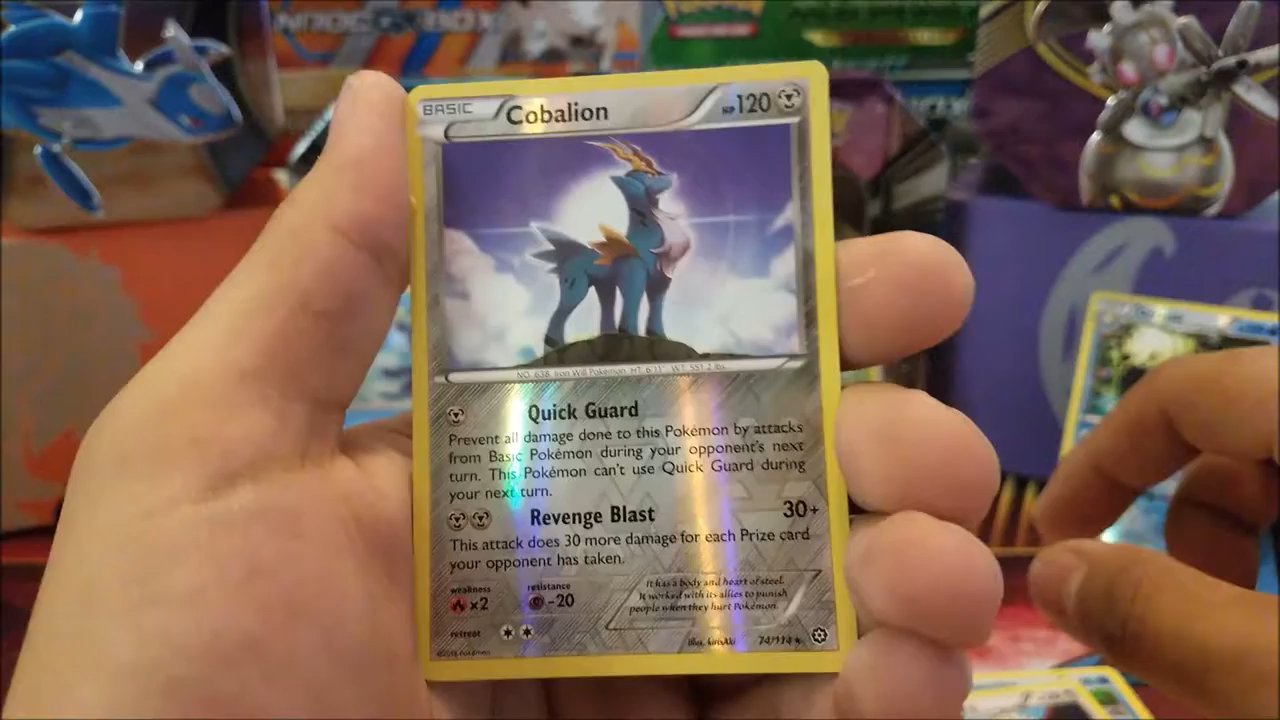 BASIC
Cobalion
HP120
NO. 638 Iron Will Pokémon HT: 6'11" WT: 551.2 lbs.
Quick Guard
Prevent all damage done to this Pokémon by attacks
from Basic Pokémon during your opponent's next
turn. This Pokémon can't use Quick Guard during
your next turn.
Revenge Blast 30+
This attack does 30 more damage for each Prize card
your opponent has taken.
weakness
×2
resistance
-20
retreat
It has a body and heart of steel.
It worked with its allies to punish
people when they hurt Pokémon.
Illus. kirisAki
74/114 ★